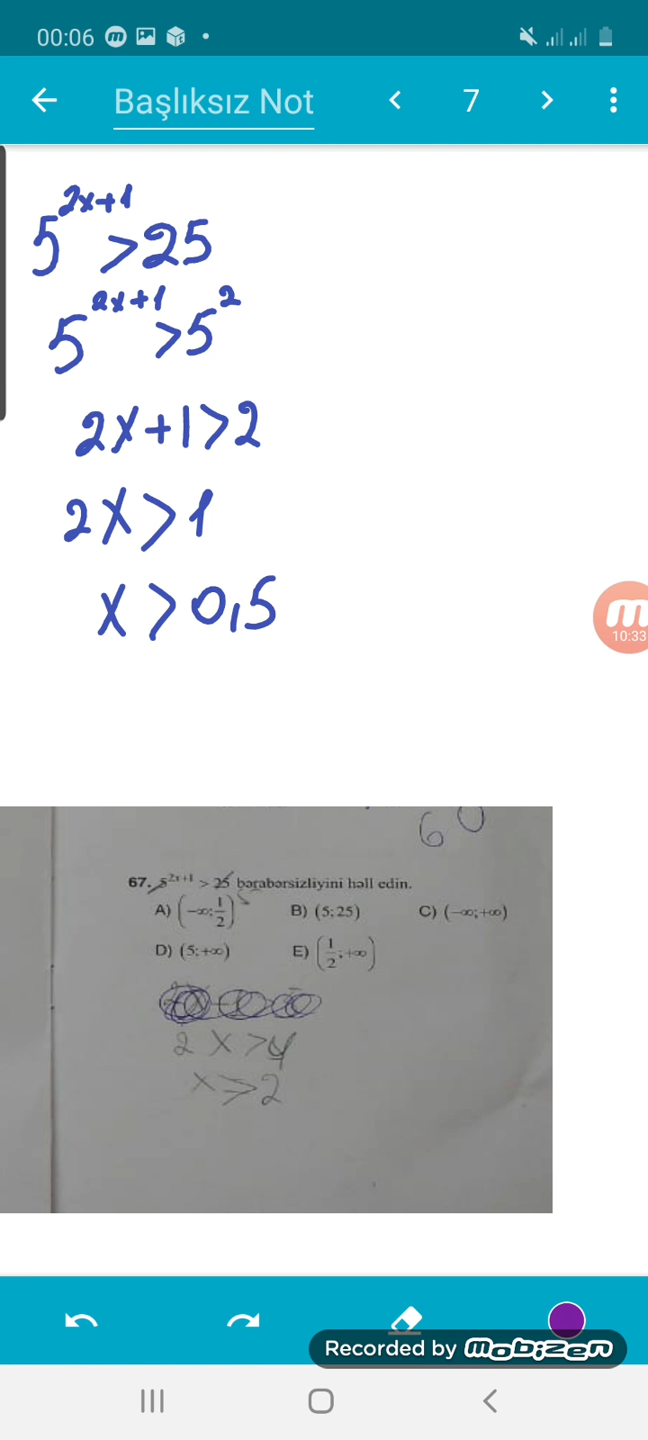 00:06
Başlıksız Not
7
5^{2x+1} > 25
5^{2x+1} > 5^2
2x+1>2
2x>1
x>0,5
10:33
60
67. 5^{2x+1} > 25 bərabərsizliyini həll edin.
A) (-∞; 1/2) B) (5; 25) C) (-∞; +∞)
D) (5; +∞) E) (1/2; +∞)
2x>4
x>2
Recorded by mobizen